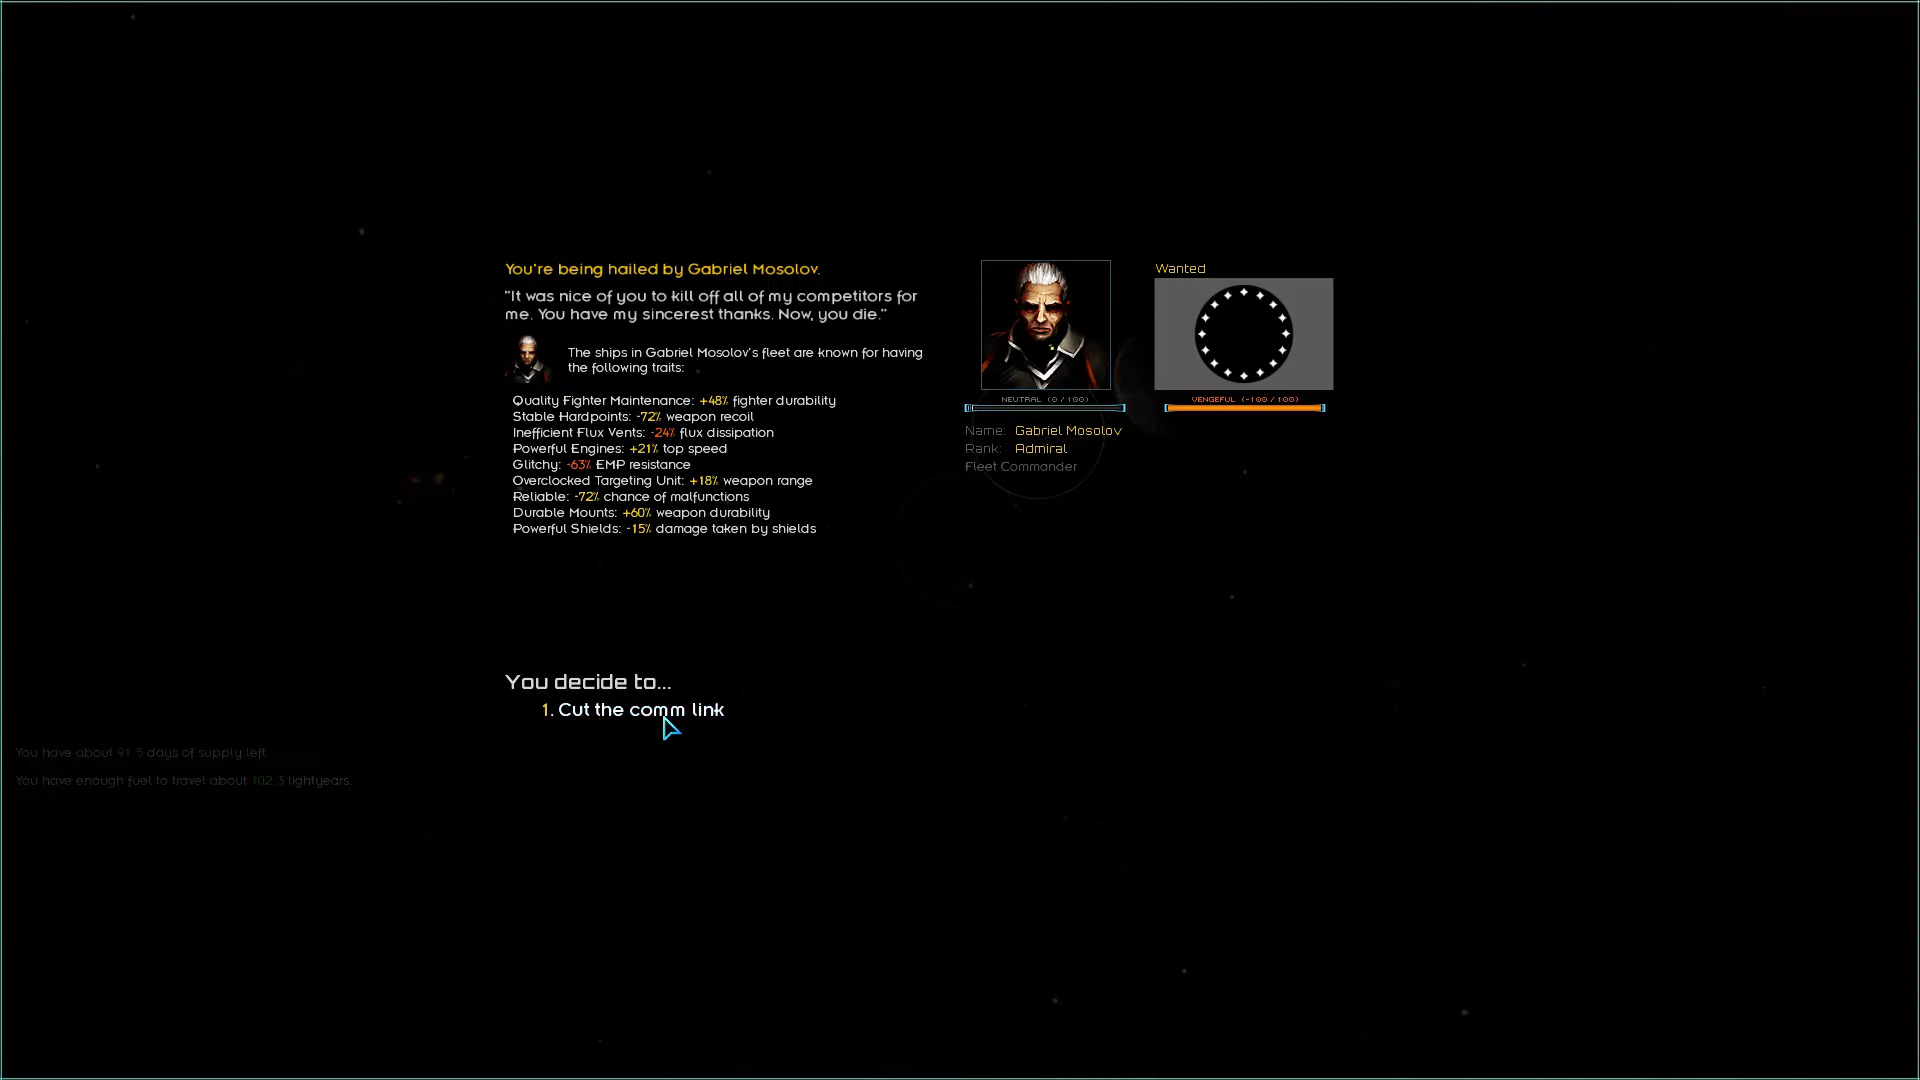 You're being hailed by Gabriel Mosolov.
"It was nice of you to kill off all of my competitors for
me. You have my sincerest thanks. Now, you die."
The ships in Gabriel Mosolov's fleet are known for having
the following traits:
Quality Fighter Maintenance: +48% fighter durability
Stable Hardpoints: -72% weapon recoil
Inefficient Flux Vents: -24% flux dissipation
Powerful Engines: +21% top speed
Glitchy: -63% EMP resistance
Overclocked Targeting Unit: +18% weapon range
Reliable: -72% chance of malfunctions
Durable Mounts: +60% weapon durability
Powerful Shields: -15% damage taken by shields
NEUTRAL (0 / 100)
Name: Gabriel Mosolov
Rank: Admiral
Fleet Commander
Wanted
VENGEFUL (-100 / 100)
You decide to...
1. Cut the comm link
You have about 91.5 days of supply left
You have enough fuel to travel about 102.3 lightyears.